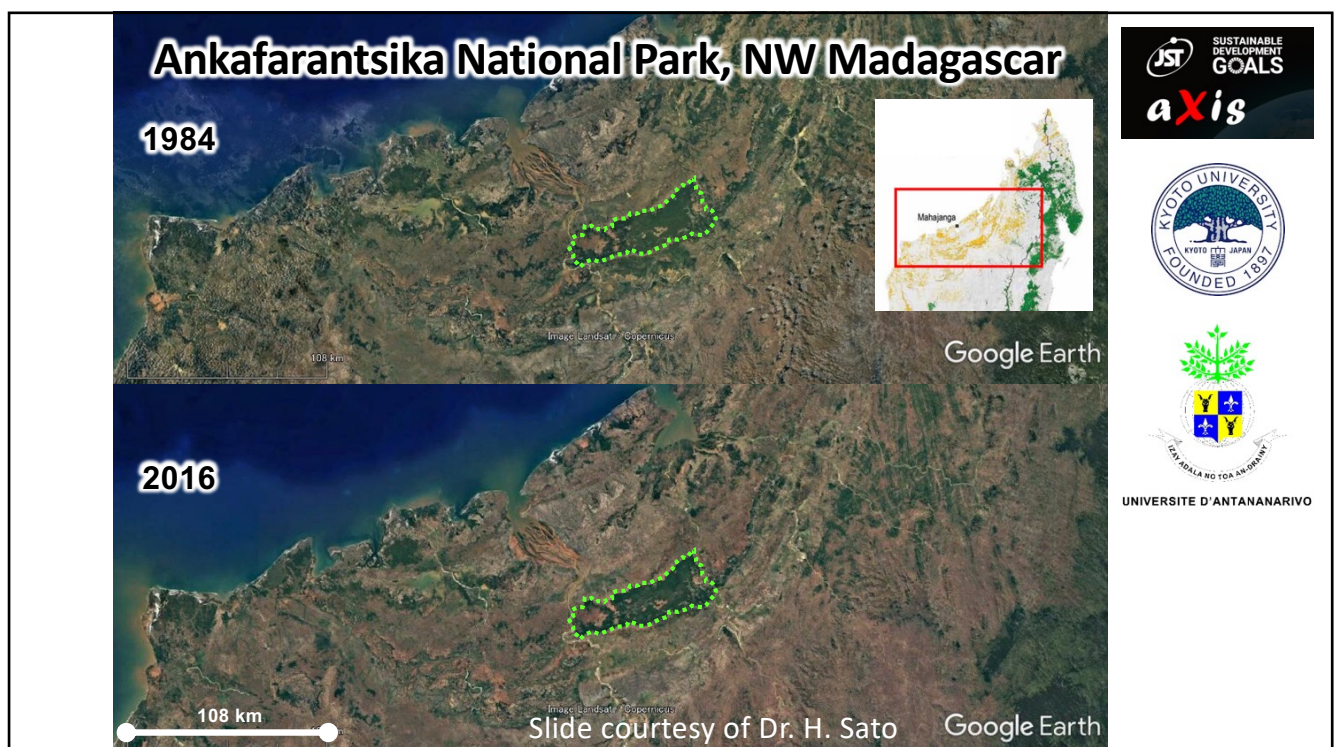 Ankafarantsika National Park, NW Madagascar
1984
Mahajanga
Image Landsat / Copernicus
108 km
Google Earth
2016
108 km
Image Landsat / Copernicus
Slide courtesy of Dr. H. Sato
Google Earth
JST
SUSTAINABLE
DEVELOPMENT
GOALS
aXis
KYOTO UNIVERSITY
KYOTO JAPAN
FOUNDED 1897
IZAY ADALA NO TOA AN-DRAINY
UNIVERSITE D'ANTANANARIVO